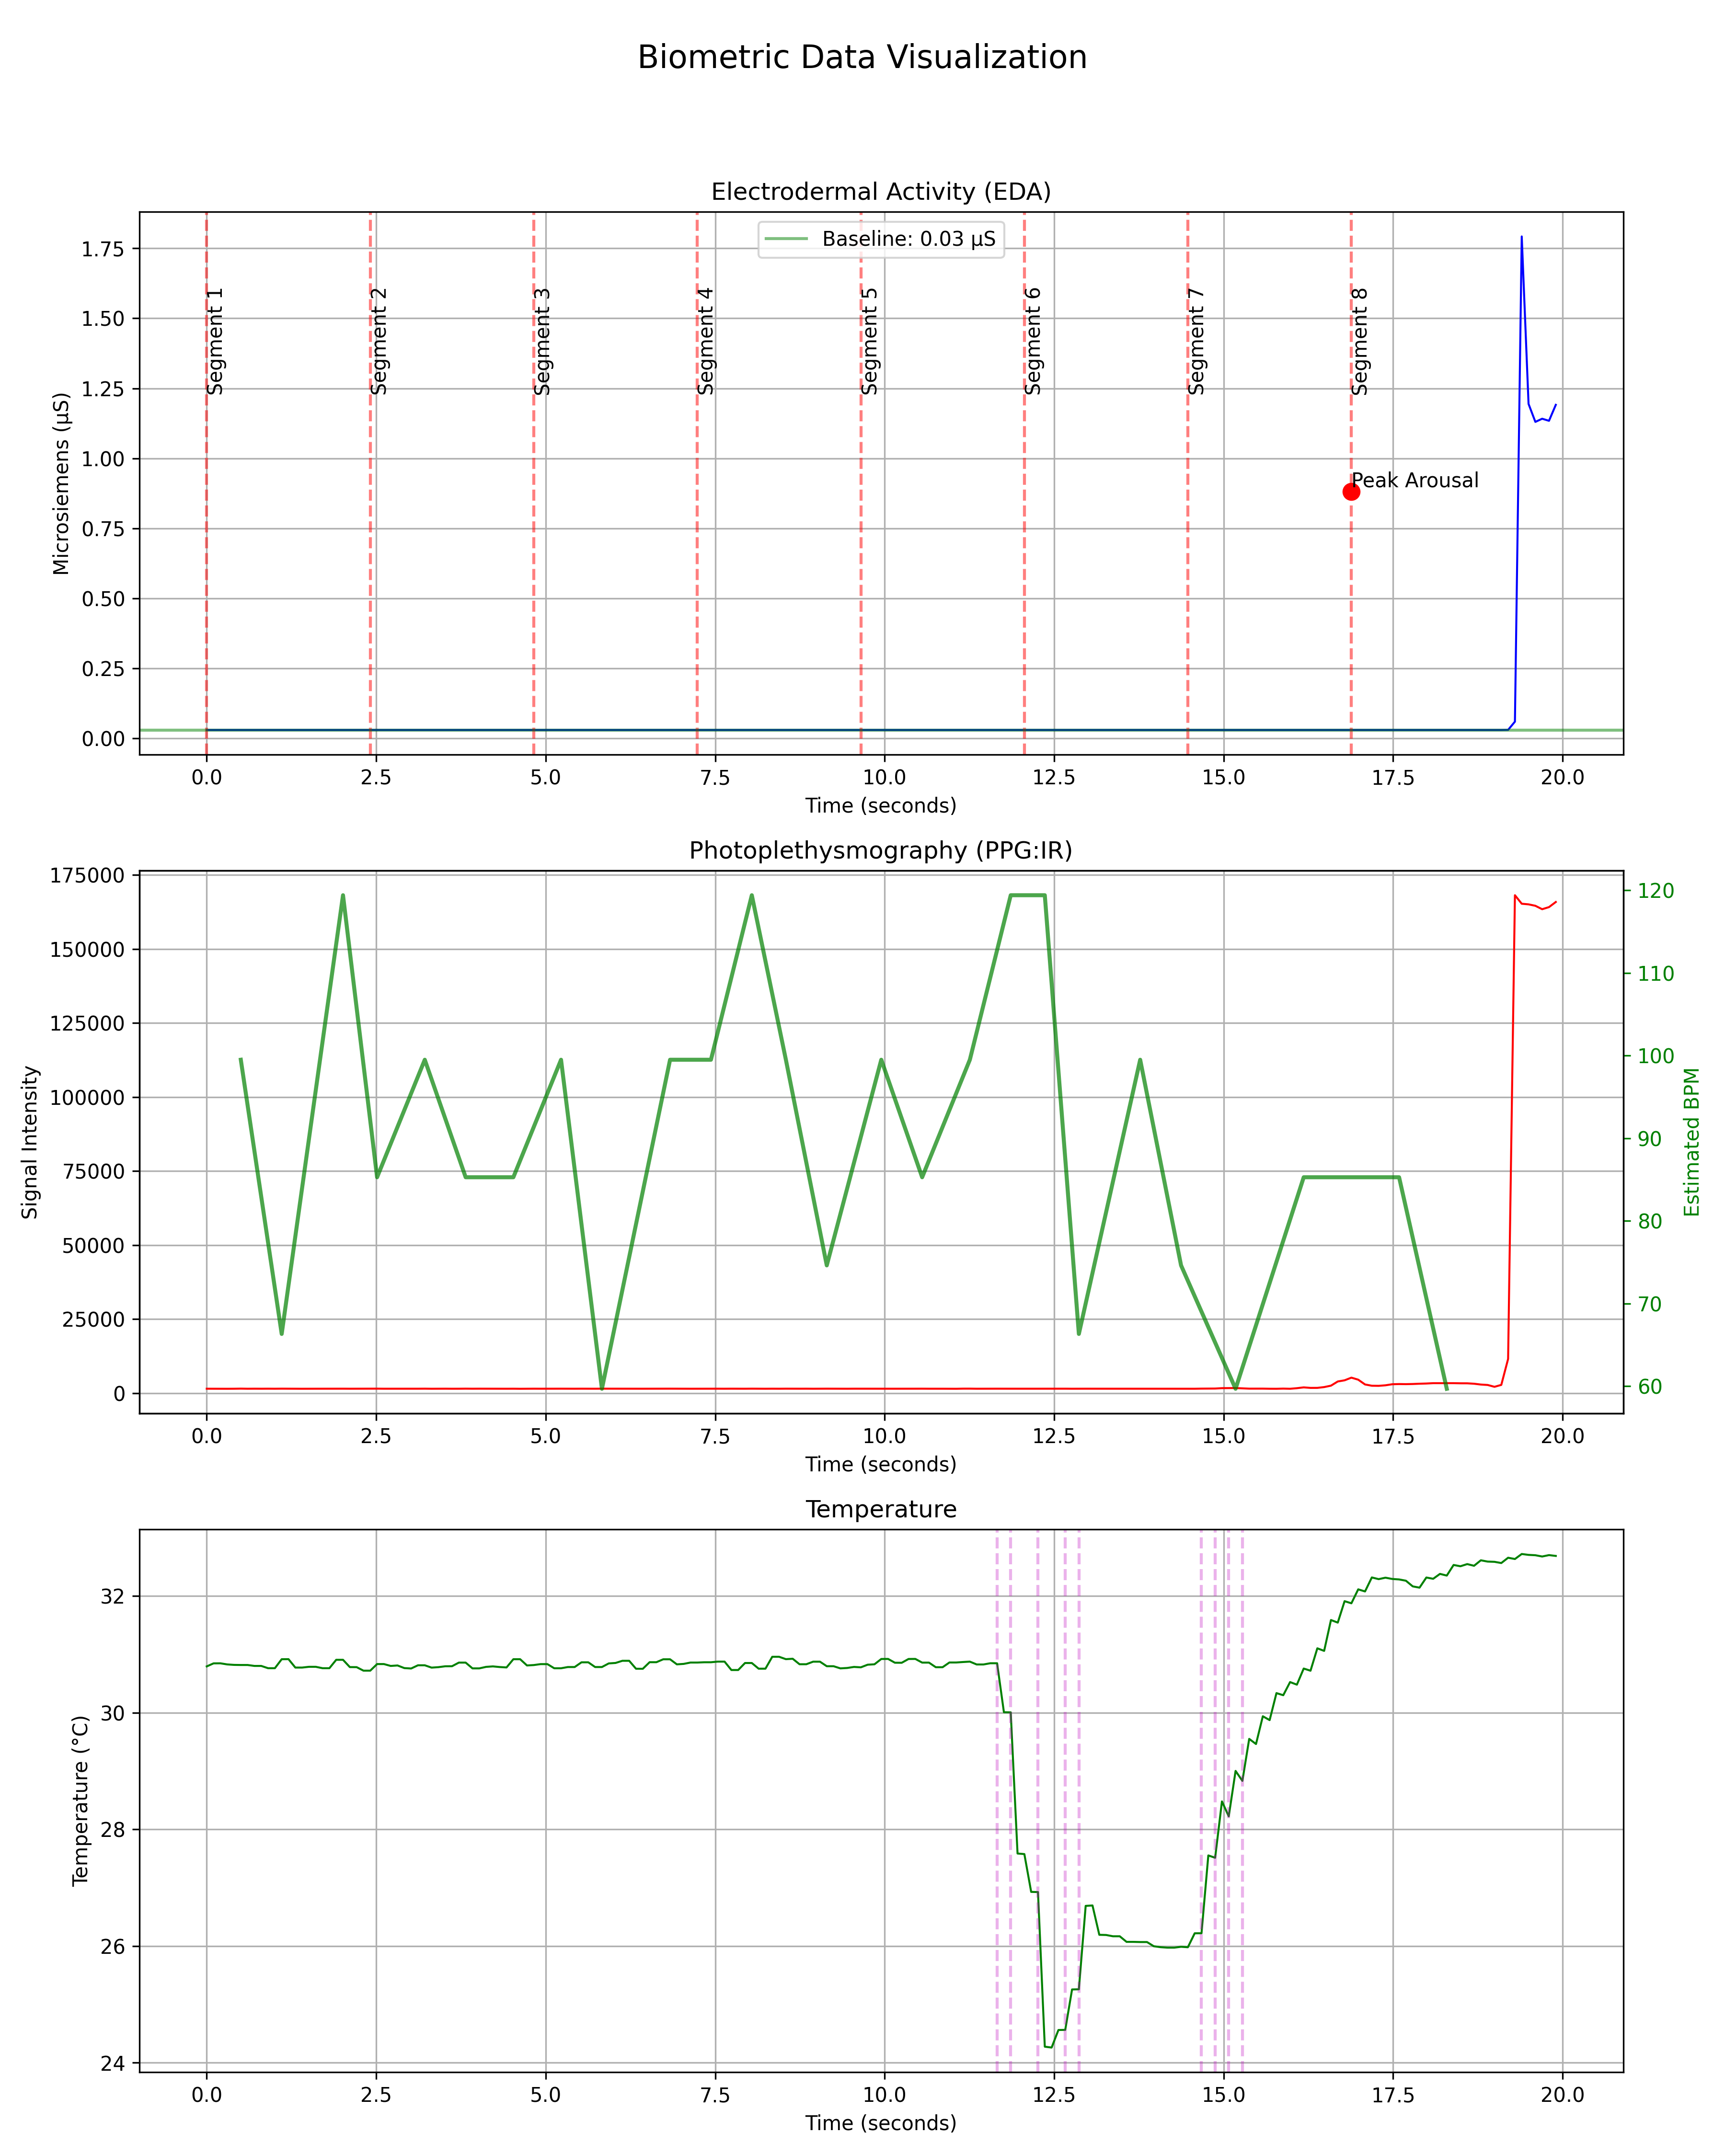 Biometric Data Visualization
Electrodermal Activity (EDA)
Baseline: 0.03 µS
Segment 1
Segment 2
Segment 3
Segment 4
Segment 5
Segment 6
Segment 7
Segment 8
Peak Arousal
Microsiemens (µS)
1.75
1.50
1.25
1.00
0.75
0.50
0.25
0.00
0.0 2.5 5.0 7.5 10.0 12.5 15.0 17.5 20.0
Time (seconds)
Photoplethysmography (PPG:IR)
Signal Intensity
175000
150000
125000
100000
75000
50000
25000
0
120
110
100
90
80
70
60
Estimated BPM
0.0 2.5 5.0 7.5 10.0 12.5 15.0 17.5 20.0
Time (seconds)
Temperature
Temperature (°C)
32
30
28
26
24
0.0 2.5 5.0 7.5 10.0 12.5 15.0 17.5 20.0
Time (seconds)